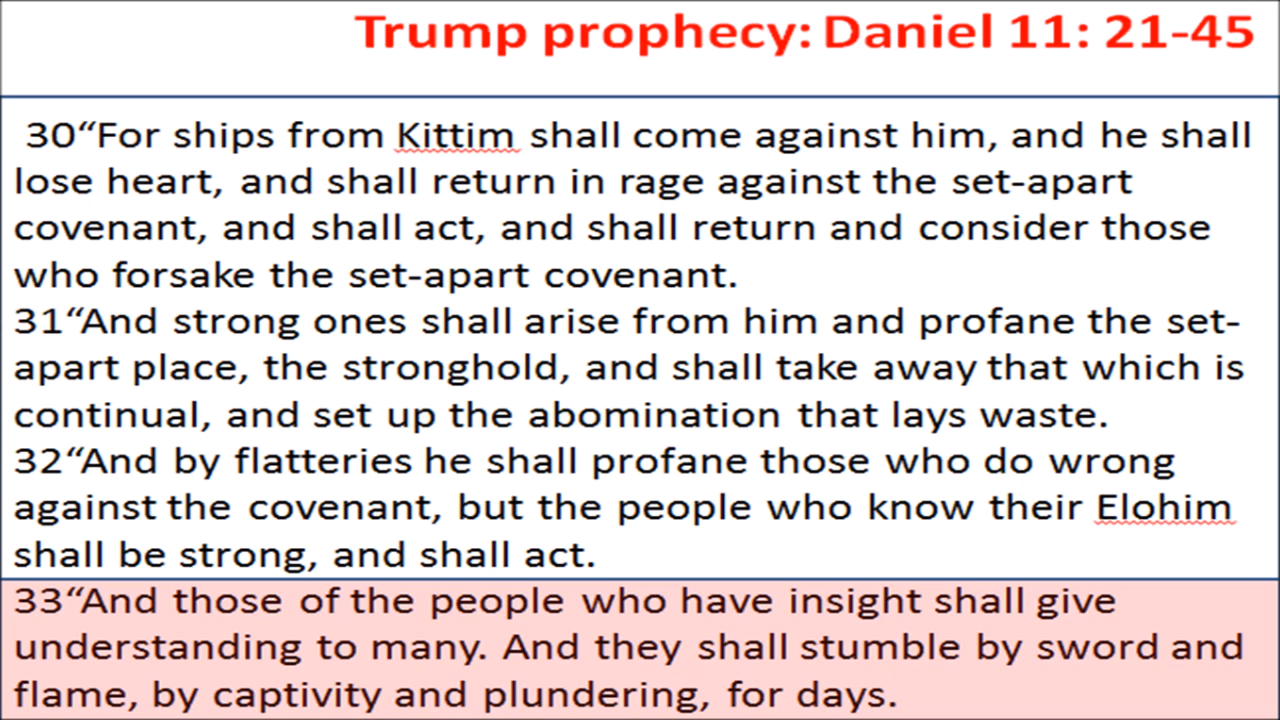 Trump prophecy: Daniel 11: 21-45
30“For ships from Kittim shall come against him, and he shall
lose heart, and shall return in rage against the set-apart
covenant, and shall act, and shall return and consider those
who forsake the set-apart covenant.
31“And strong ones shall arise from him and profane the set-
apart place, the stronghold, and shall take away that which is
continual, and set up the abomination that lays waste.
32“And by flatteries he shall profane those who do wrong
against the covenant, but the people who know their Elohim
shall be strong, and shall act.
33“And those of the people who have insight shall give
understanding to many. And they shall stumble by sword and
flame, by captivity and plundering, for days.